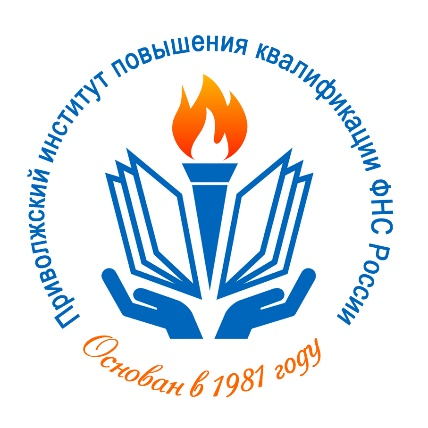 Приволжский институт повышения квалификации ФНС России
Основан в 1981 году